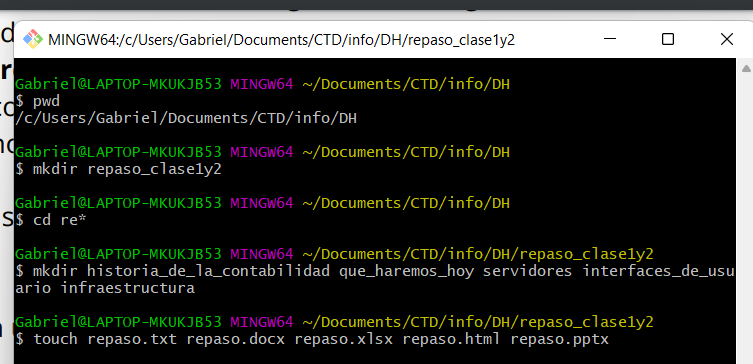 MINGW64:/c/Users/Gabriel/Documents/CTD/info/DH/repaso_clase1y2
Gabriel@LAPTOP-MKUKJB53 MINGW64 ~/Documents/CTD/info/DH
$ pwd
/c/Users/Gabriel/Documents/CTD/info/DH
Gabriel@LAPTOP-MKUKJB53 MINGW64 ~/Documents/CTD/info/DH
$ mkdir repaso_clase1y2
Gabriel@LAPTOP-MKUKJB53 MINGW64 ~/Documents/CTD/info/DH
$ cd re*
Gabriel@LAPTOP-MKUKJB53 MINGW64 ~/Documents/CTD/info/DH/repaso_clase1y2
$ mkdir historia_de_la_contabilidad que_haremos_hoy servidores interfaces_de_usu
ario infraestructura
Gabriel@LAPTOP-MKUKJB53 MINGW64 ~/Documents/CTD/info/DH/repaso_clase1y2
$ touch repaso.txt repaso.docx repaso.xlsx repaso.html repaso.pptx